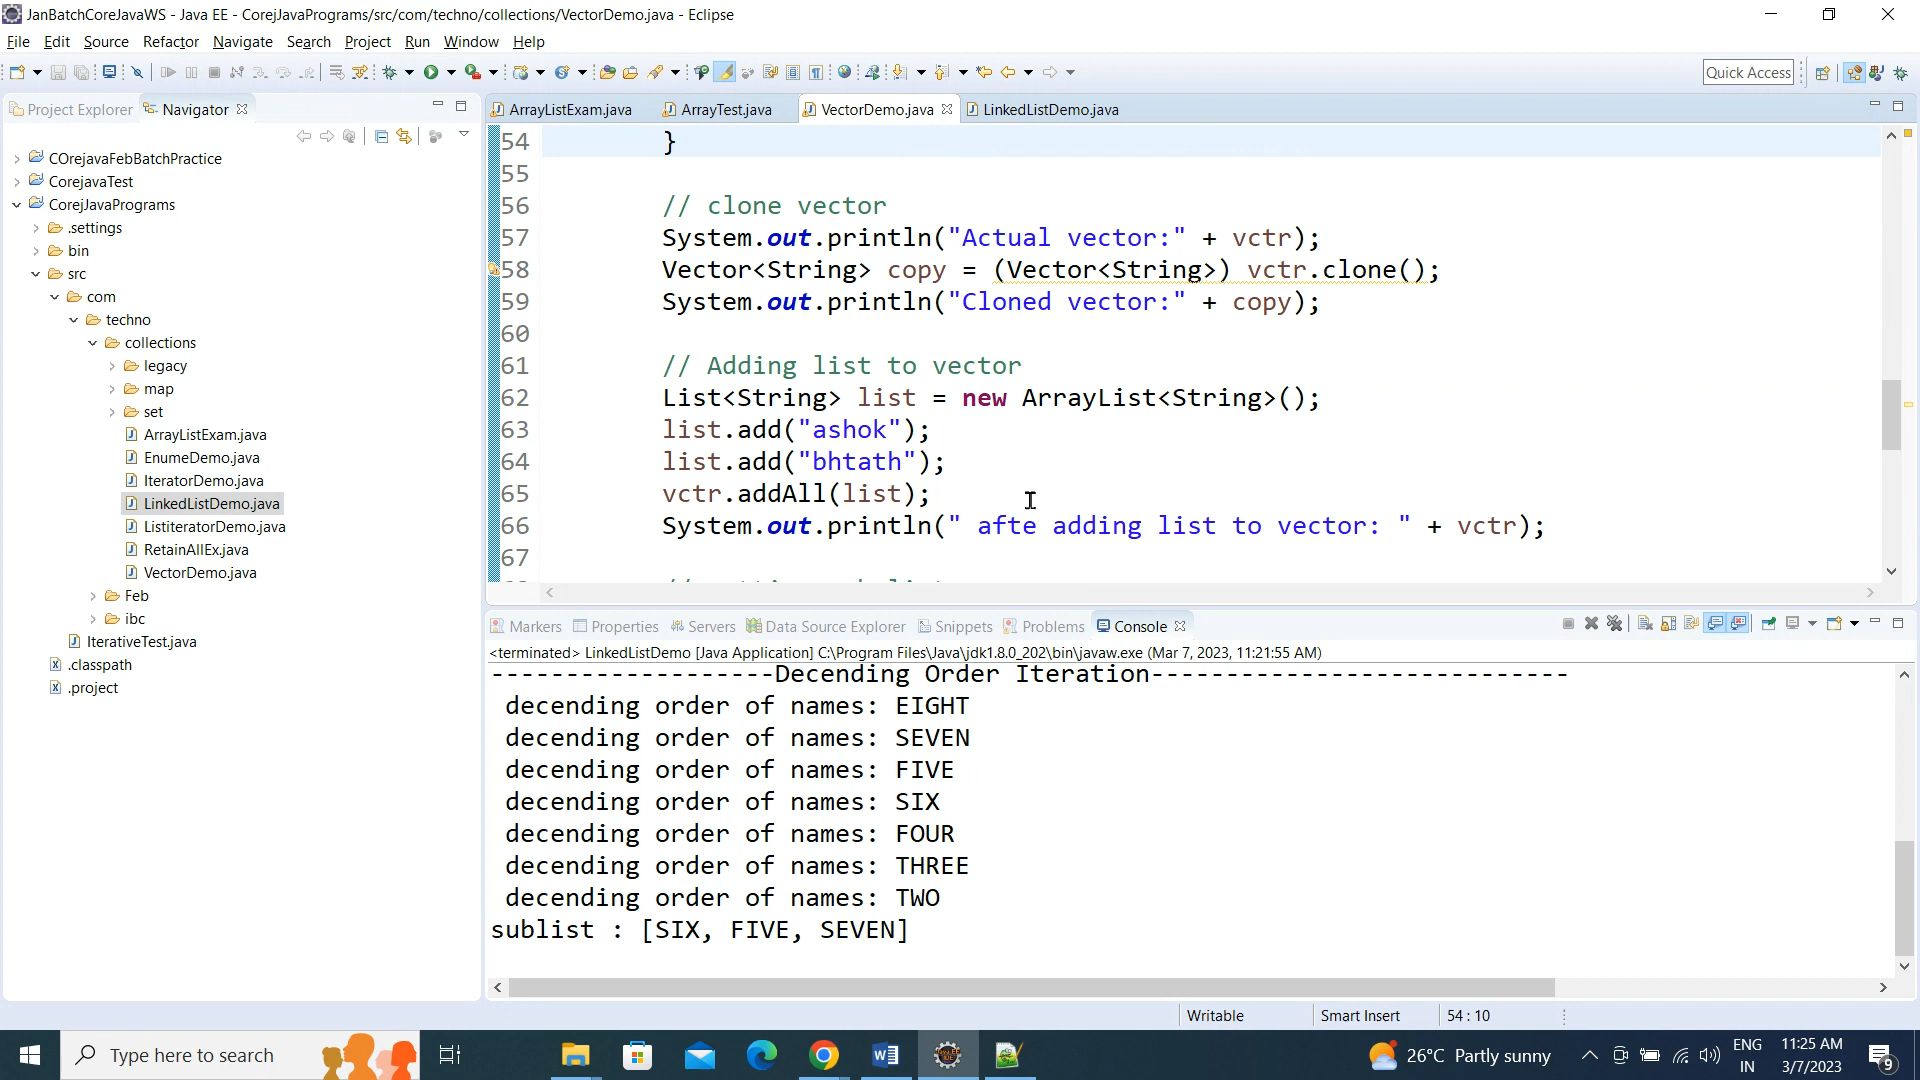 JanBatchCoreJavaWS - Java EE - CorejJavaPrograms/src/com/techno/collections/VectorDemo.java - Eclipse
File Edit Source Refactor Navigate Search Project Run Window Help
Quick Access
Project Explorer Navigator
ArrayListExam.java ArrayTest.java VectorDemo.java LinkedListDemo.java
COrejavaFebBatchPractice
CorejavaTest
CorejJavaPrograms
.settings
bin
src
com
techno
collections
legacy
map
set
ArrayListExam.java
EnumeDemo.java
IteratorDemo.java
LinkedListDemo.java
ListiteratorDemo.java
RetainAllEx.java
VectorDemo.java
Feb
ibc
IterativeTest.java
.classpath
.project
54 }
55
56 // clone vector
57 System.out.println("Actual vector:" + vctr);
58 Vector<String> copy = (Vector<String>) vctr.clone();
59 System.out.println("Cloned vector:" + copy);
60
61 // Adding list to vector
62 List<String> list = new ArrayList<String>();
63 list.add("ashok");
64 list.add("bhtath");
65 vctr.addAll(list);
66 System.out.println(" afte adding list to vector: " + vctr);
67
Markers Properties Servers Data Source Explorer Snippets Problems Console
<terminated> LinkedListDemo [Java Application] C:\Program Files\Java\jdk1.8.0_202\bin\javaw.exe (Mar 7, 2023, 11:21:55 AM)
-------------------Decending Order Iteration----------------------------
decending order of names: EIGHT
decending order of names: SEVEN
decending order of names: FIVE
decending order of names: SIX
decending order of names: FOUR
decending order of names: THREE
decending order of names: TWO
sublist : [SIX, FIVE, SEVEN]
Writable Smart Insert 54 : 10
Type here to search
26°C Partly sunny
ENG
IN
11:25 AM
3/7/2023
9